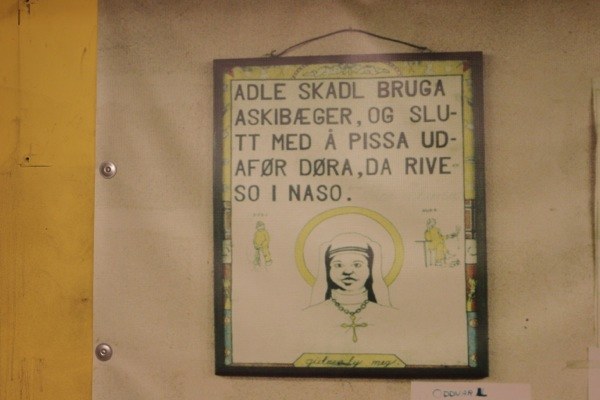 ADLE SKADL BRUGA
ASKIBÆGER, OG SLU-
TT MED Å PISSA UD-
AFØR DØRA, DA RIVE-
SO I NASO.